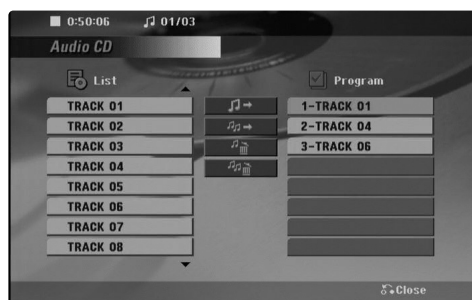 0:50:06 01/03
Audio CD
List
Program
TRACK 01
TRACK 02
TRACK 03
TRACK 04
TRACK 05
TRACK 06
TRACK 07
TRACK 08
1-TRACK 01
2-TRACK 04
3-TRACK 06
Close